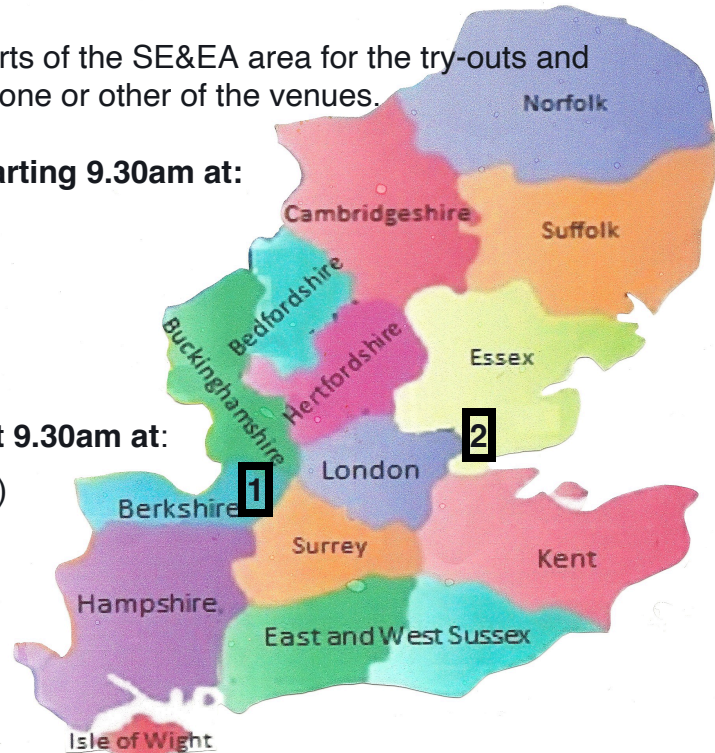 rts of the SE&EA area for the try-outs and
one or other of the venues.
Norfolk
arting 9.30am at:
Cambridgeshire
Suffolk
Bedfordshire
Buckinghamshire
Hertfordshire
Essex
t 9.30am at:
2
London
)
1
Berkshire
Surrey
Kent
Hampshire
East and West Sussex
Isle of Wight